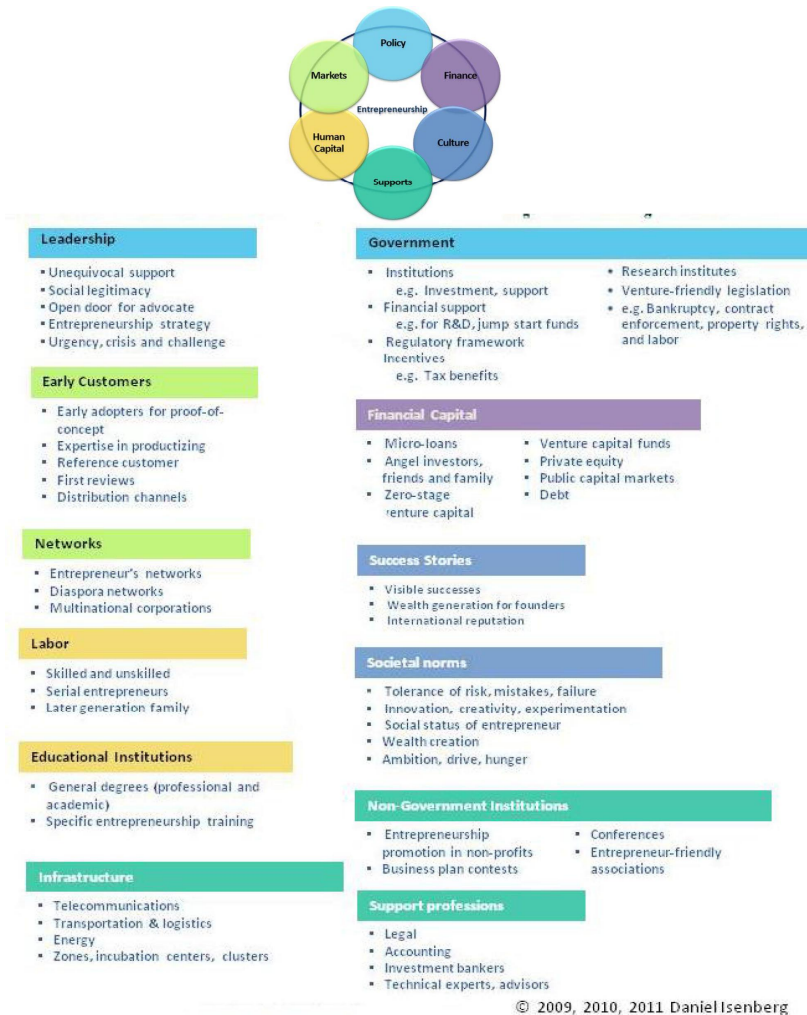 Policy
Markets
Finance
Entrepreneurship
Human
Capital
Culture
Supports
Leadership
▪ Unequivocal support
▪ Social legitimacy
▪ Open door for advocate
▪ Entrepreneurship strategy
▪ Urgency, crisis and challenge
Early Customers
▪ Early adopters for proof-of-
concept
▪ Expertise in productizing
▪ Reference customer
▪ First reviews
▪ Distribution channels
Networks
▪ Entrepreneur's networks
▪ Diaspora networks
▪ Multinational corporations
Labor
▪ Skilled and unskilled
▪ Serial entrepreneurs
▪ Later generation family
Educational Institutions
▪ General degrees (professional and
academic)
▪ Specific entrepreneurship training
Infrastructure
▪ Telecommunications
▪ Transportation & logistics
▪ Energy
▪ Zones, incubation centers, clusters
Government
▪ Institutions
e.g. Investment, support
▪ Financial support
e.g. for R&D, jump start funds
▪ Regulatory framework
Incentives
e.g. Tax benefits
• Research institutes
• Venture-friendly legislation
• e.g. Bankruptcy, contract
enforcement, property rights,
and labor
Financial Capital
▪ Micro-loans
▪ Angel investors,
friends and family
▪ Zero-stage
venture capital
▪ Venture capital funds
▪ Private equity
▪ Public capital markets
▪ Debt
Success Stories
▪ Visible successes
▪ Wealth generation for founders
▪ International reputation
Societal norms
▪ Tolerance of risk, mistakes, failure
▪ Innovation, creativity, experimentation
▪ Social status of entrepreneur
▪ Wealth creation
▪ Ambition, drive, hunger
Non-Government Institutions
▪ Entrepreneurship
promotion in non-profits
▪ Business plan contests
▪ Conferences
▪ Entrepreneur-friendly
associations
Support professions
▪ Legal
▪ Accounting
▪ Investment bankers
▪ Technical experts, advisors
© 2009, 2010, 2011 Daniel Isenberg